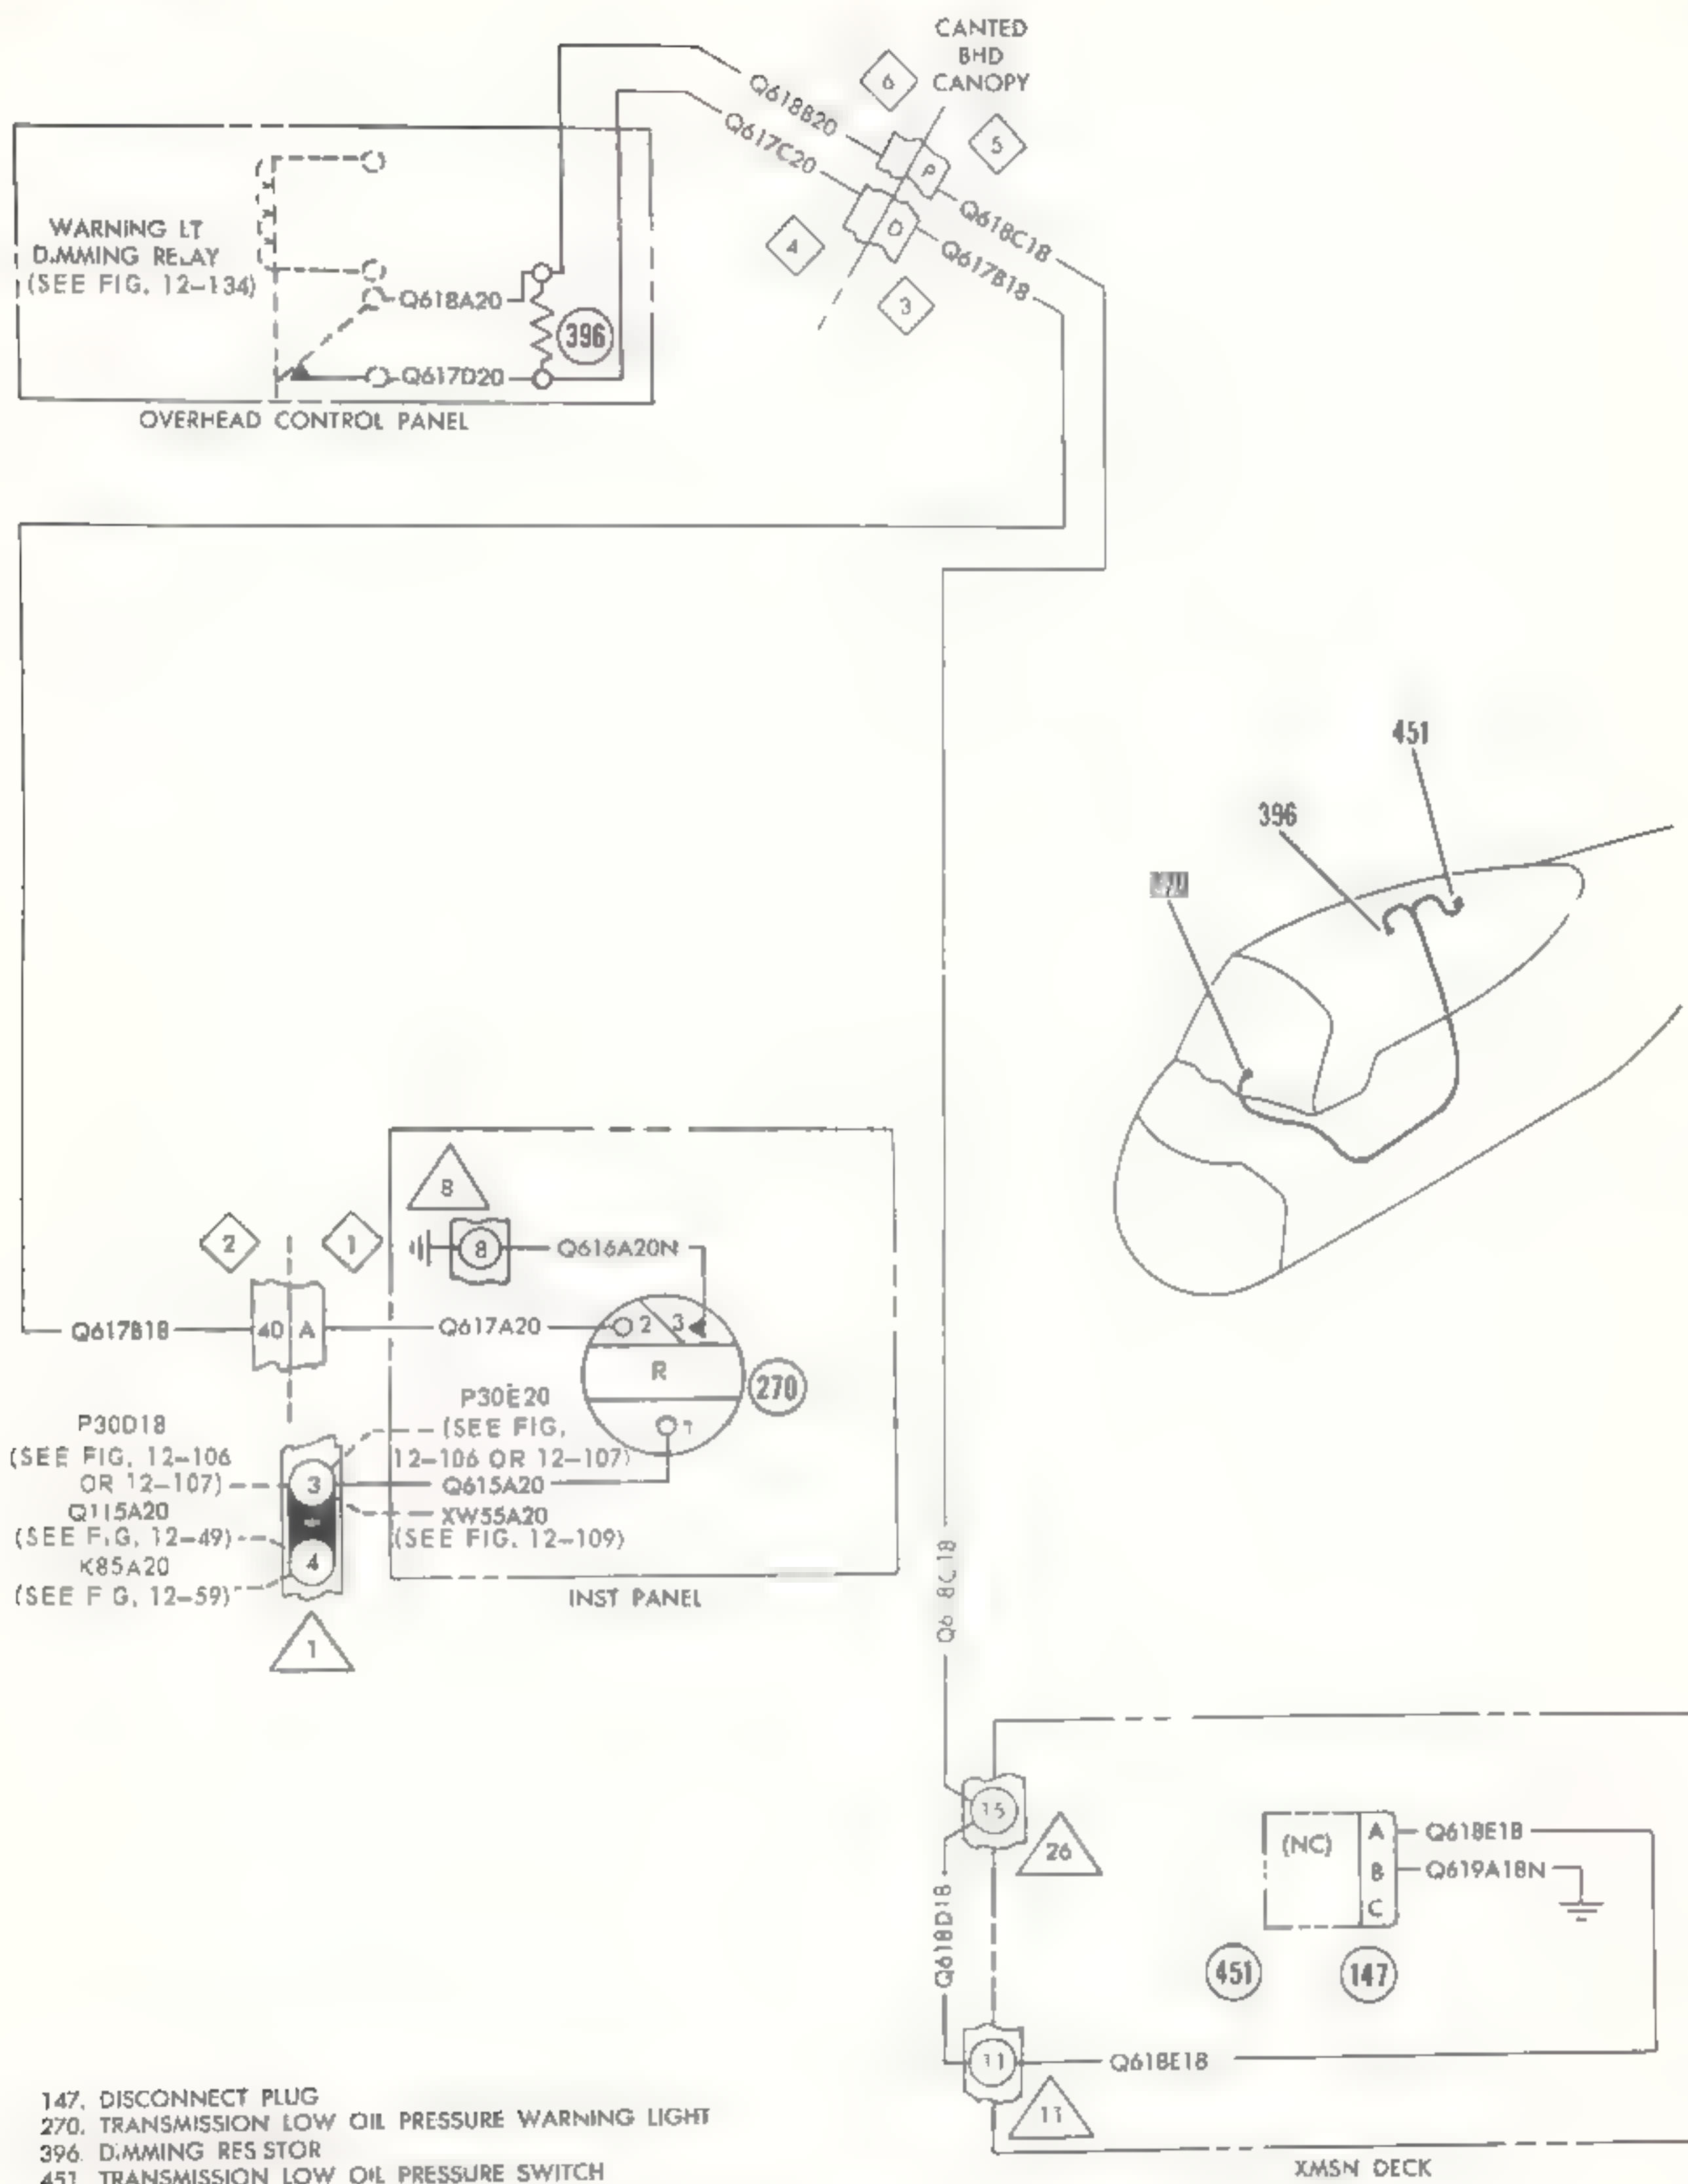 CANTED
BHD
CANOPY
6
5
Q618B20
Q617C20
P
D
Q618C18
Q617B18
4
3
WARNING LT
DIMMING RELAY
(SEE FIG. 12-134)
Q618A20
396
Q617D20
OVERHEAD CONTROL PANEL
451
396
8
2
1
8
Q616A20N
Q617B18
40
A
Q617A20
2
3
R
270
1
P30E20
(SEE FIG.
12-106 OR 12-107)
P30D18
(SEE FIG. 12-106
OR 12-107)
3
Q615A20
Q115A20
(SEE FIG. 12-49)
XW55A20
(SEE FIG. 12-109)
4
K85A20
(SEE FIG. 12-59)
INST PANEL
1
Q618C18
15
26
Q618D18
(NC)
A
B
C
Q618E18
Q619A18N
451
147
11
Q618E18
11
XMSN DECK
147. DISCONNECT PLUG
270. TRANSMISSION LOW OIL PRESSURE WARNING LIGHT
396. DIMMING RESISTOR
451. TRANSMISSION LOW OIL PRESSURE SWITCH